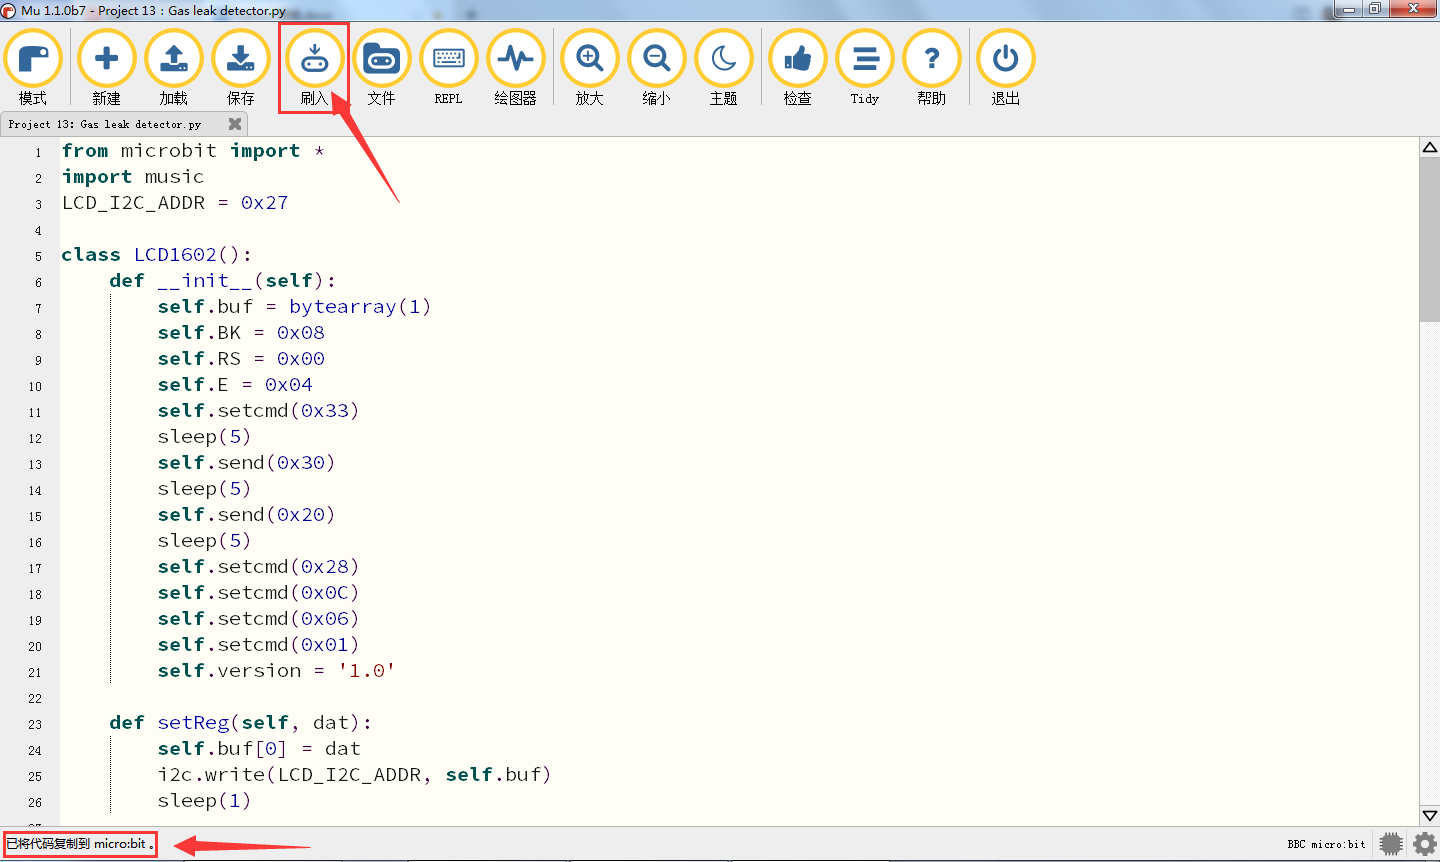 Mu 1.1.0b7 - Project 13：Gas leak detector.py
模式 新建 加载 保存 刷入 文件 REPL 绘图器 放大 缩小 主题 检查 Tidy 帮助 退出
Project 13：Gas leak detector.py
1 from microbit import *
2 import music
3 LCD_I2C_ADDR = 0x27
4
5 class LCD1602():
6 def __init__(self):
7 self.buf = bytearray(1)
8 self.BK = 0x08
9 self.RS = 0x00
10 self.E = 0x04
11 self.setcmd(0x33)
12 sleep(5)
13 self.send(0x30)
14 sleep(5)
15 self.send(0x20)
16 sleep(5)
17 self.setcmd(0x28)
18 self.setcmd(0x0C)
19 self.setcmd(0x06)
20 self.setcmd(0x01)
21 self.version = '1.0'
22
23 def setReg(self, dat):
24 self.buf[0] = dat
25 i2c.write(LCD_I2C_ADDR, self.buf)
26 sleep(1)
已将代码复制到 micro:bit 。 BBC micro:bit